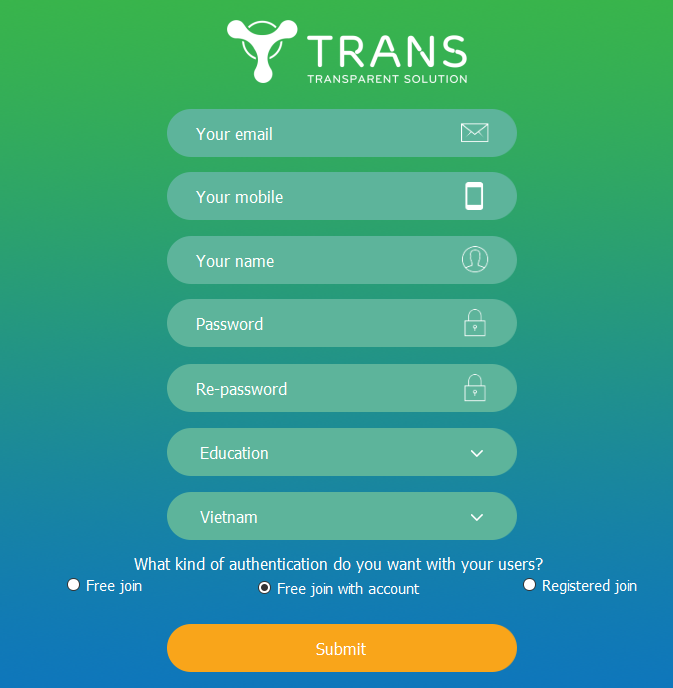 TRANS
TRANSPARENT SOLUTION
Your email
Your mobile
Your name
Password
Re-password
Education
Vietnam
What kind of authentication do you want with your users?
Free join
Free join with account
Registered join
Submit